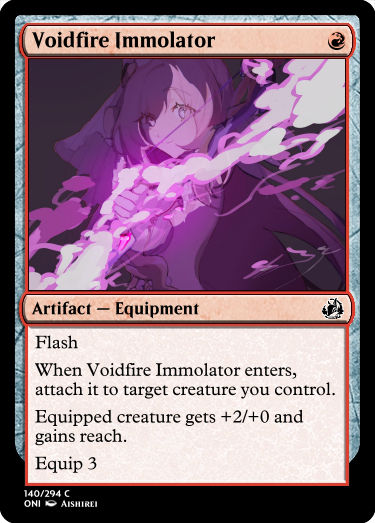 Voidfire Immolator
Artifact — Equipment
Flash
When Voidfire Immolator enters,
attach it to target creature you control.
Equipped creature gets +2/+0 and
gains reach.
Equip 3
140/294 C
ONI Aishirei